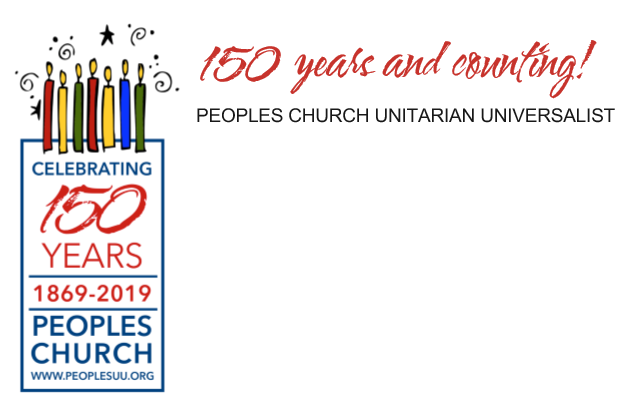 150 years and counting!
PEOPLES CHURCH UNITARIAN UNIVERSALIST
CELEBRATING
150
YEARS
1869-2019
PEOPLES
CHURCH
WWW.PEOPLESUU.ORG